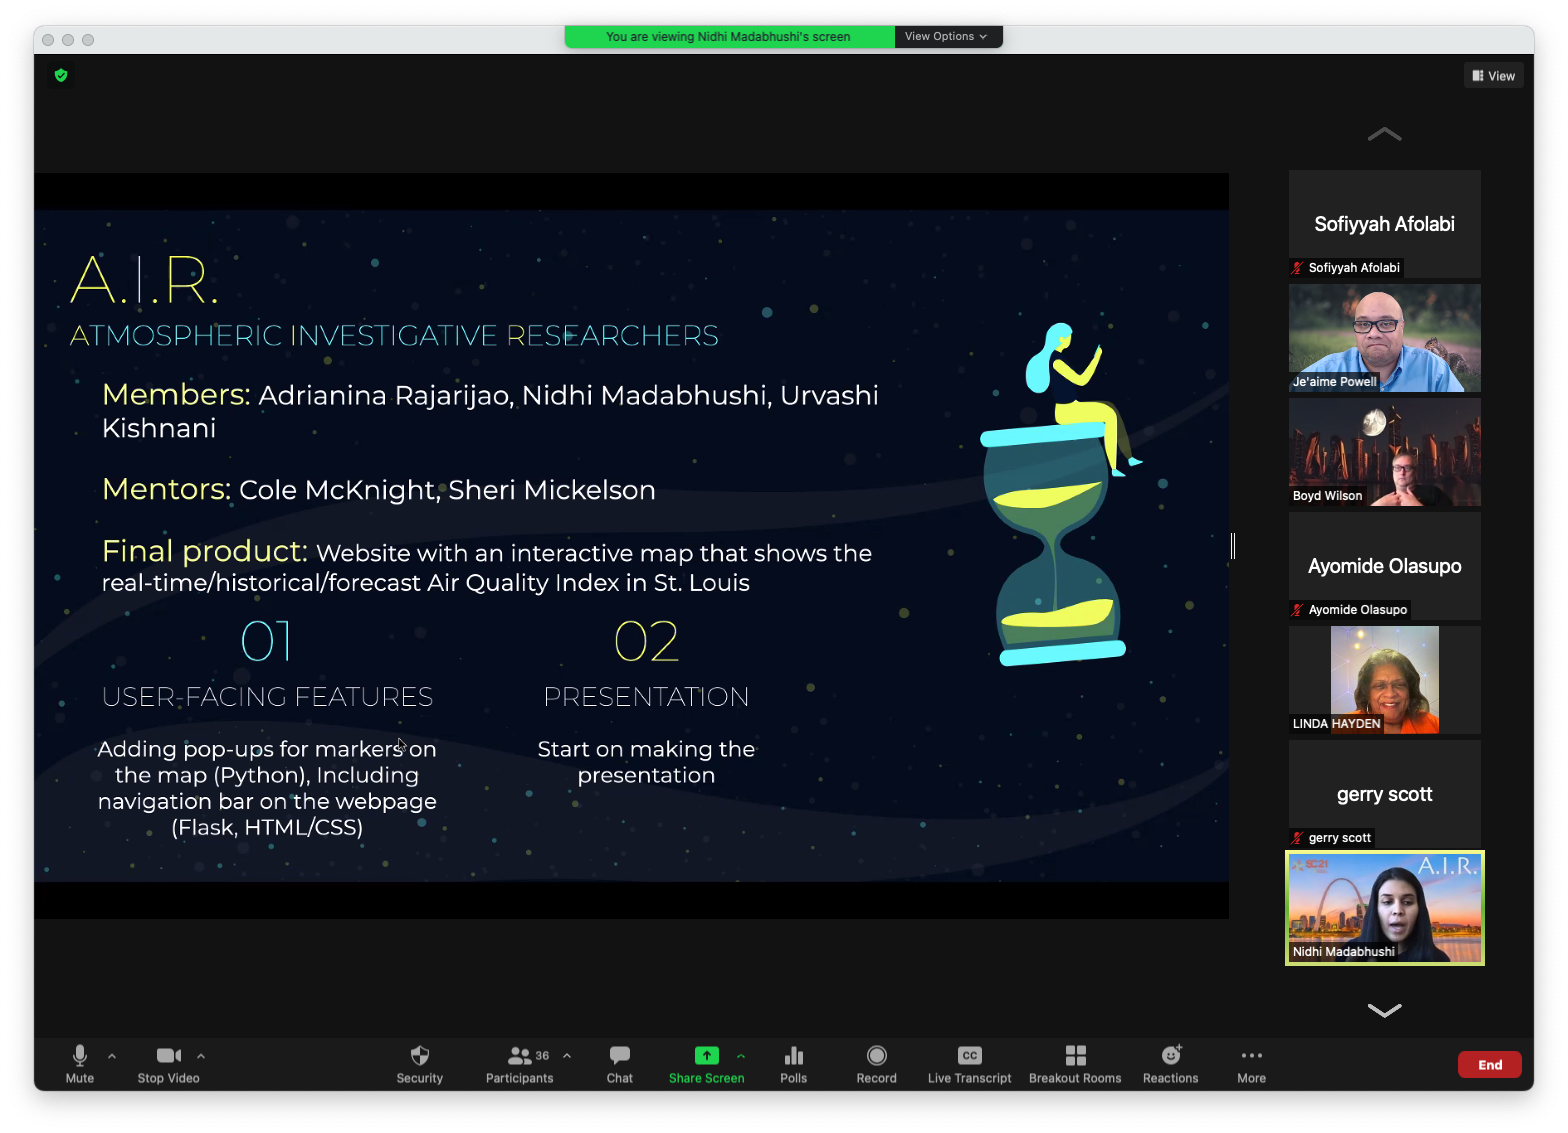 You are viewing Nidhi Madabhushi's screen
View Options
View
A.I.R.
ATMOSPHERIC INVESTIGATIVE RESEARCHERS
Members: Adrianina Rajarijao, Nidhi Madabhushi, Urvashi
Kishnani
Mentors: Cole McKnight, Sheri Mickelson
Final product: Website with an interactive map that shows the
real-time/historical/forecast Air Quality Index in St. Louis
01
USER-FACING FEATURES
Adding pop-ups for markers on
the map (Python), Including
navigation bar on the webpage
(Flask, HTML/CSS)
02
PRESENTATION
Start on making the
presentation
Sofiyyah Afolabi
Sofiyyah Afolabi
Je'aime Powell
Boyd Wilson
Ayomide Olasupo
Ayomide Olasupo
LINDA HAYDEN
gerry scott
gerry scott
SC21
A.I.R.
Nidhi Madabhushi
Mute
Stop Video
Security
36
Participants
Chat
Share Screen
Polls
Record
CC
Live Transcript
Breakout Rooms
Reactions
More
End